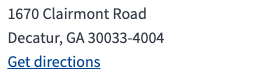 1670 Clairmont Road
Decatur, GA 30033-4004
Get directions